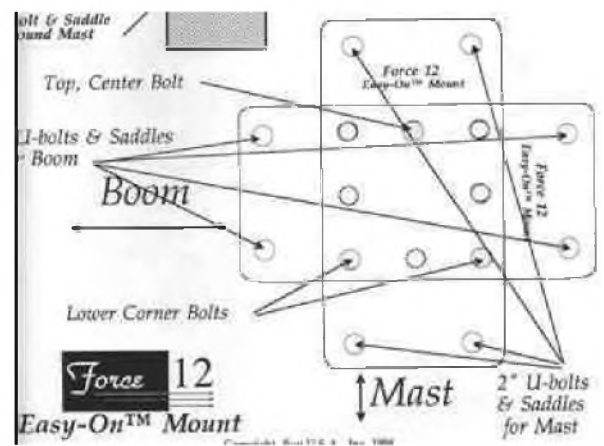 olt & Saddle
ound Mast
Top, Center Bolt
Force 12
Easy-On™ Mount
U-bolts & Saddles
Boom
Boom
Force 12
Easy-On™ Mount
Lower Corner Bolts
Force 12
Easy-On™ Mount
Mast
2" U-bolts
& Saddles
for Mast